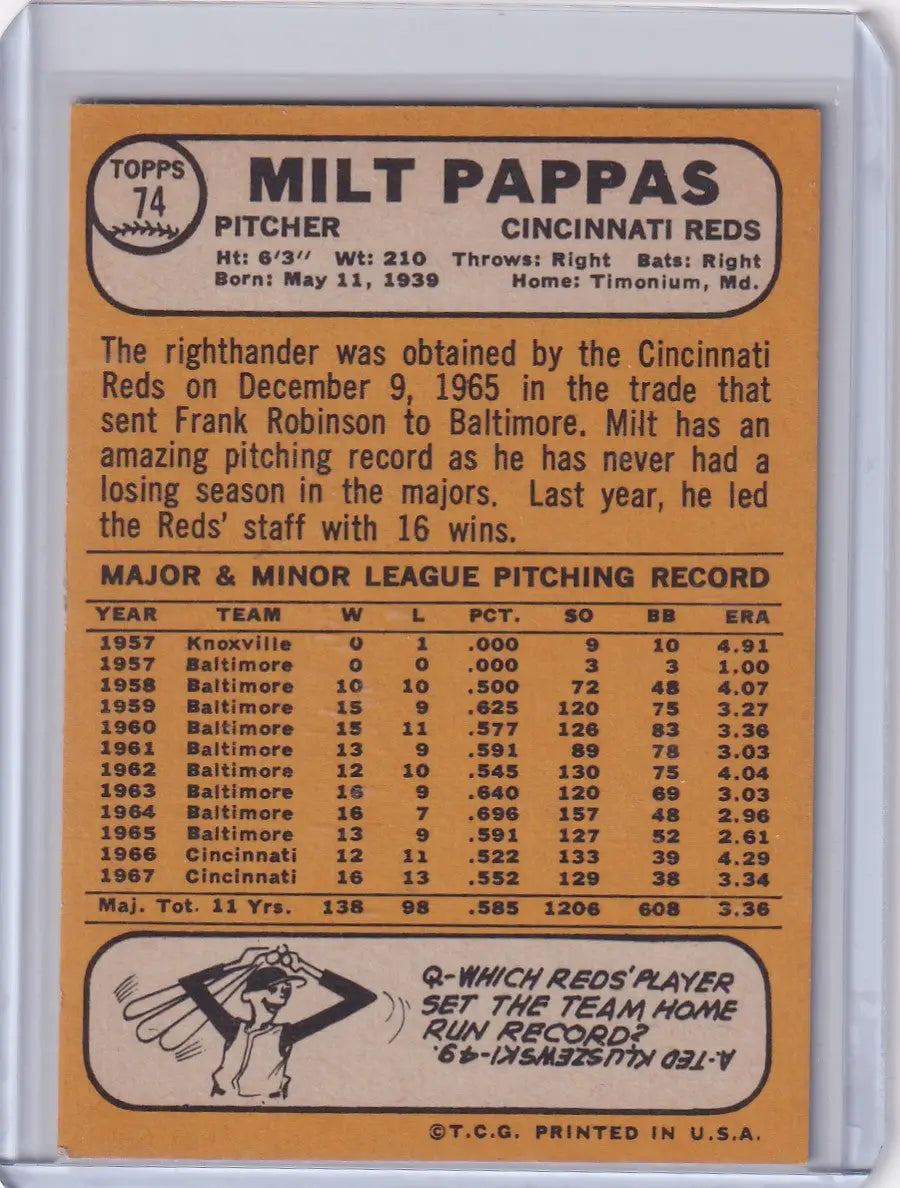 TOPPS
74
MILT PAPPAS
PITCHER CINCINNATI REDS
Ht: 6'3" Wt: 210 Throws: Right Bats: Right
Born: May 11, 1939 Home: Timonium, Md.
The righthander was obtained by the Cincinnati
Reds on December 9, 1965 in the trade that
sent Frank Robinson to Baltimore. Milt has an
amazing pitching record as he has never had a
losing season in the majors. Last year, he led
the Reds' staff with 16 wins.
MAJOR & MINOR LEAGUE PITCHING RECORD
YEAR TEAM W L PCT. SO BB ERA
1957 Knoxville 0 1 .000 9 10 4.91
1957 Baltimore 0 0 .000 3 3 1.00
1958 Baltimore 10 10 .500 72 48 4.07
1959 Baltimore 15 9 .625 120 75 3.27
1960 Baltimore 15 11 .577 126 83 3.36
1961 Baltimore 13 9 .591 89 78 3.03
1962 Baltimore 12 10 .545 130 75 4.04
1963 Baltimore 16 9 .640 120 69 3.03
1964 Baltimore 16 7 .696 157 48 2.96
1965 Baltimore 13 9 .591 127 52 2.61
1966 Cincinnati 12 11 .522 133 39 4.29
1967 Cincinnati 16 13 .552 129 38 3.34
Maj. Tot. 11 Yrs. 138 98 .585 1206 608 3.36
Q-WHICH REDS' PLAYER
SET THE TEAM HOME
RUN RECORD?
A-TED KLUSZEWSKI-49.
©T.C.G. PRINTED IN U.S.A.